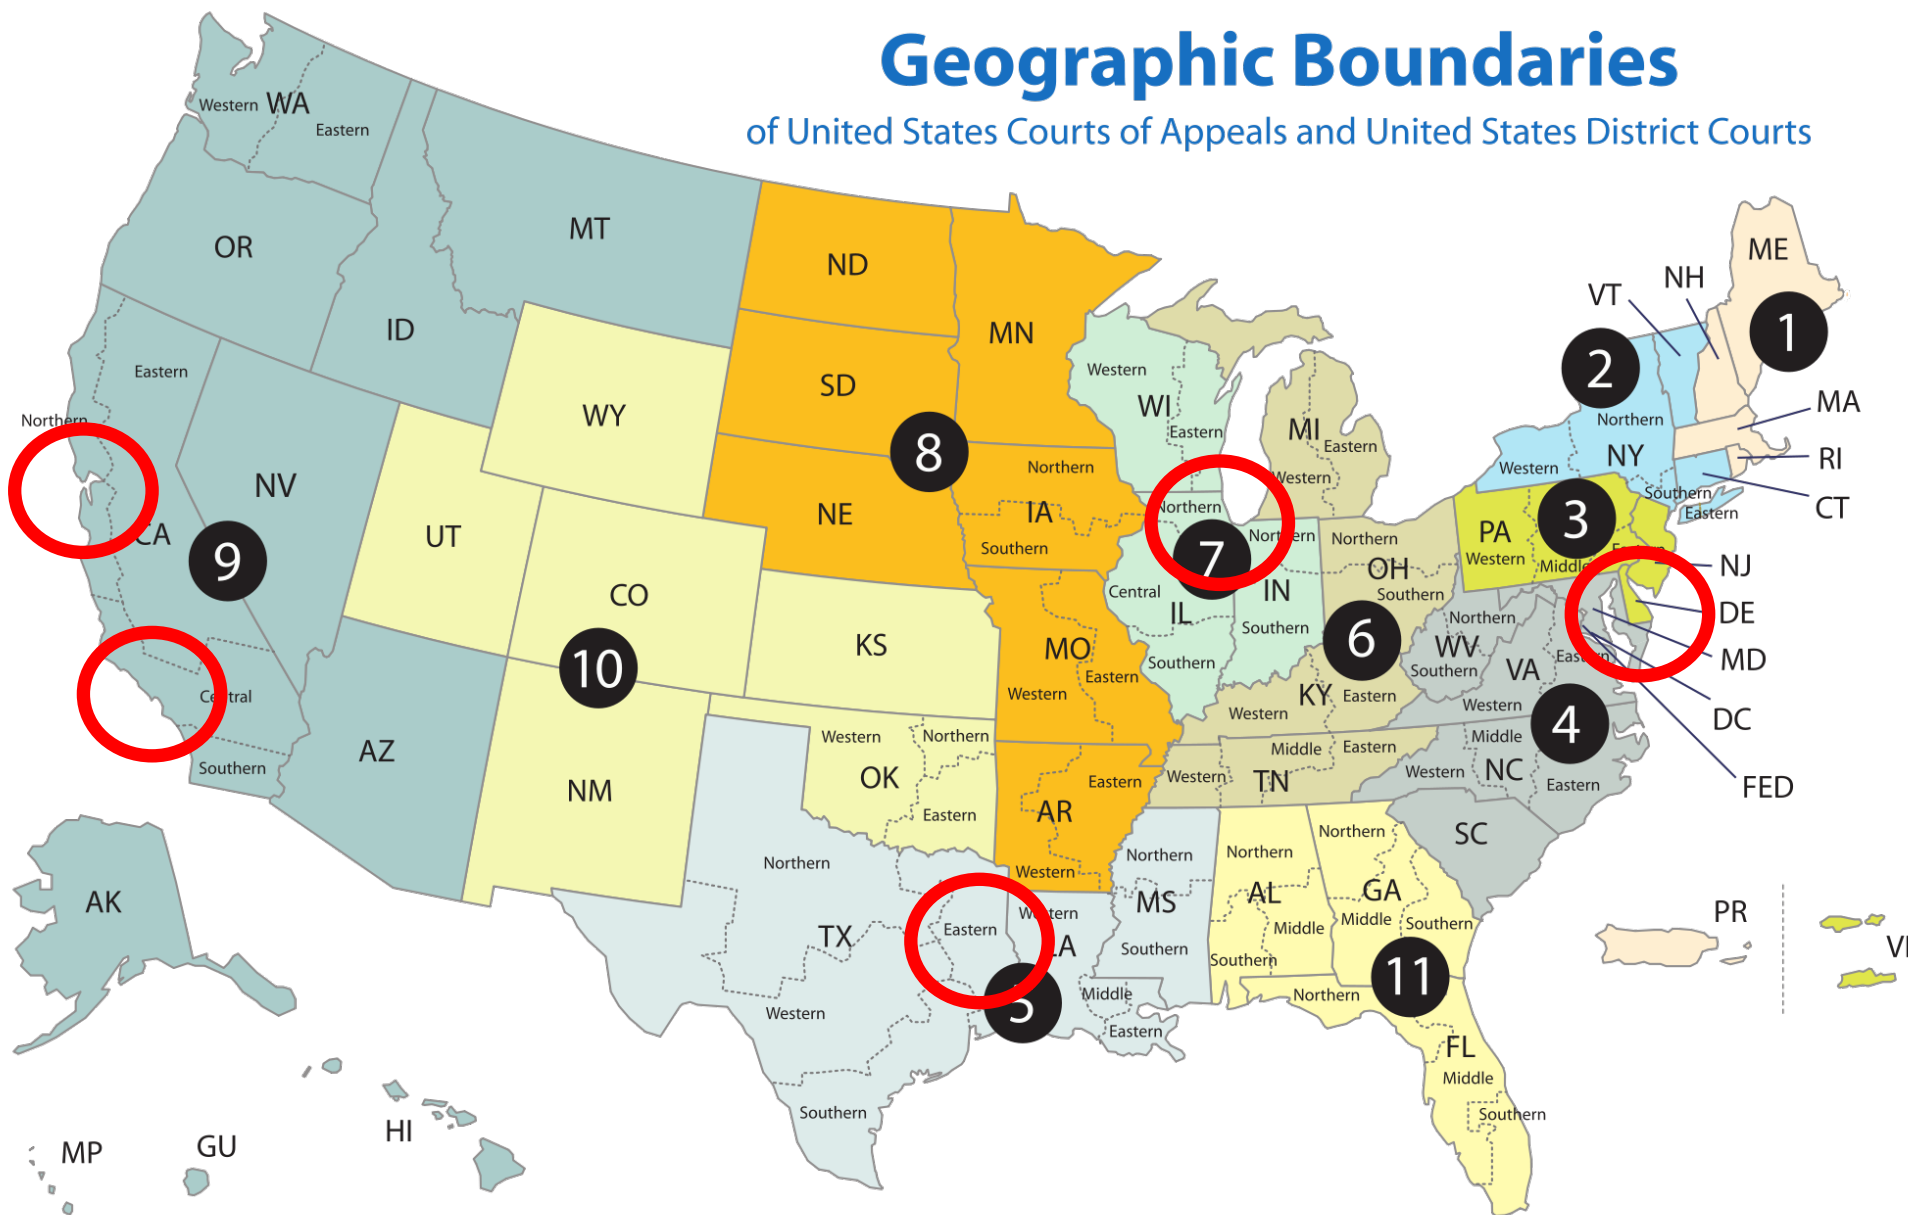 Geographic Boundaries
of United States Courts of Appeals and United States District Courts
Western WA
Eastern
MT
OR
ND
ME
NH
VT
ID
MN
1
2
Eastern
Western
SD
WI
WY
MA
Northern
Northern
Eastern
MI Eastern
8
Northern
NY
RI
NV
Western
Western
Southern
CT
Eastern
NE
IA
Northern
3
PA
CA
UT
Southern
7
Northern
Northern
Western
Middle
Eastern
NJ
9
OH
CO
Central
IN
Southern
DE
IL
Southern
6
Northern
WV
KS
MO
Southern
VA
Eastern
MD
10
Eastern
Southern
KY
Western
Eastern
Western
Western
DC
Central
4
Western
Northern
Middle
Eastern
Middle
AZ
Southern
OK
Eastern
Western
TN
Western
NC
Eastern
FED
NM
Eastern
AR
SC
Northern
Northern
Northern
Northern
Western
AK
MS
AL
GA
PR
TX
Eastern
Western
Middle
Middle
Southern
LA
Southern
Southern
VI
11
5
Middle
Northern
Western
Eastern
FL
Middle
Southern
Southern
HI
GU
MP